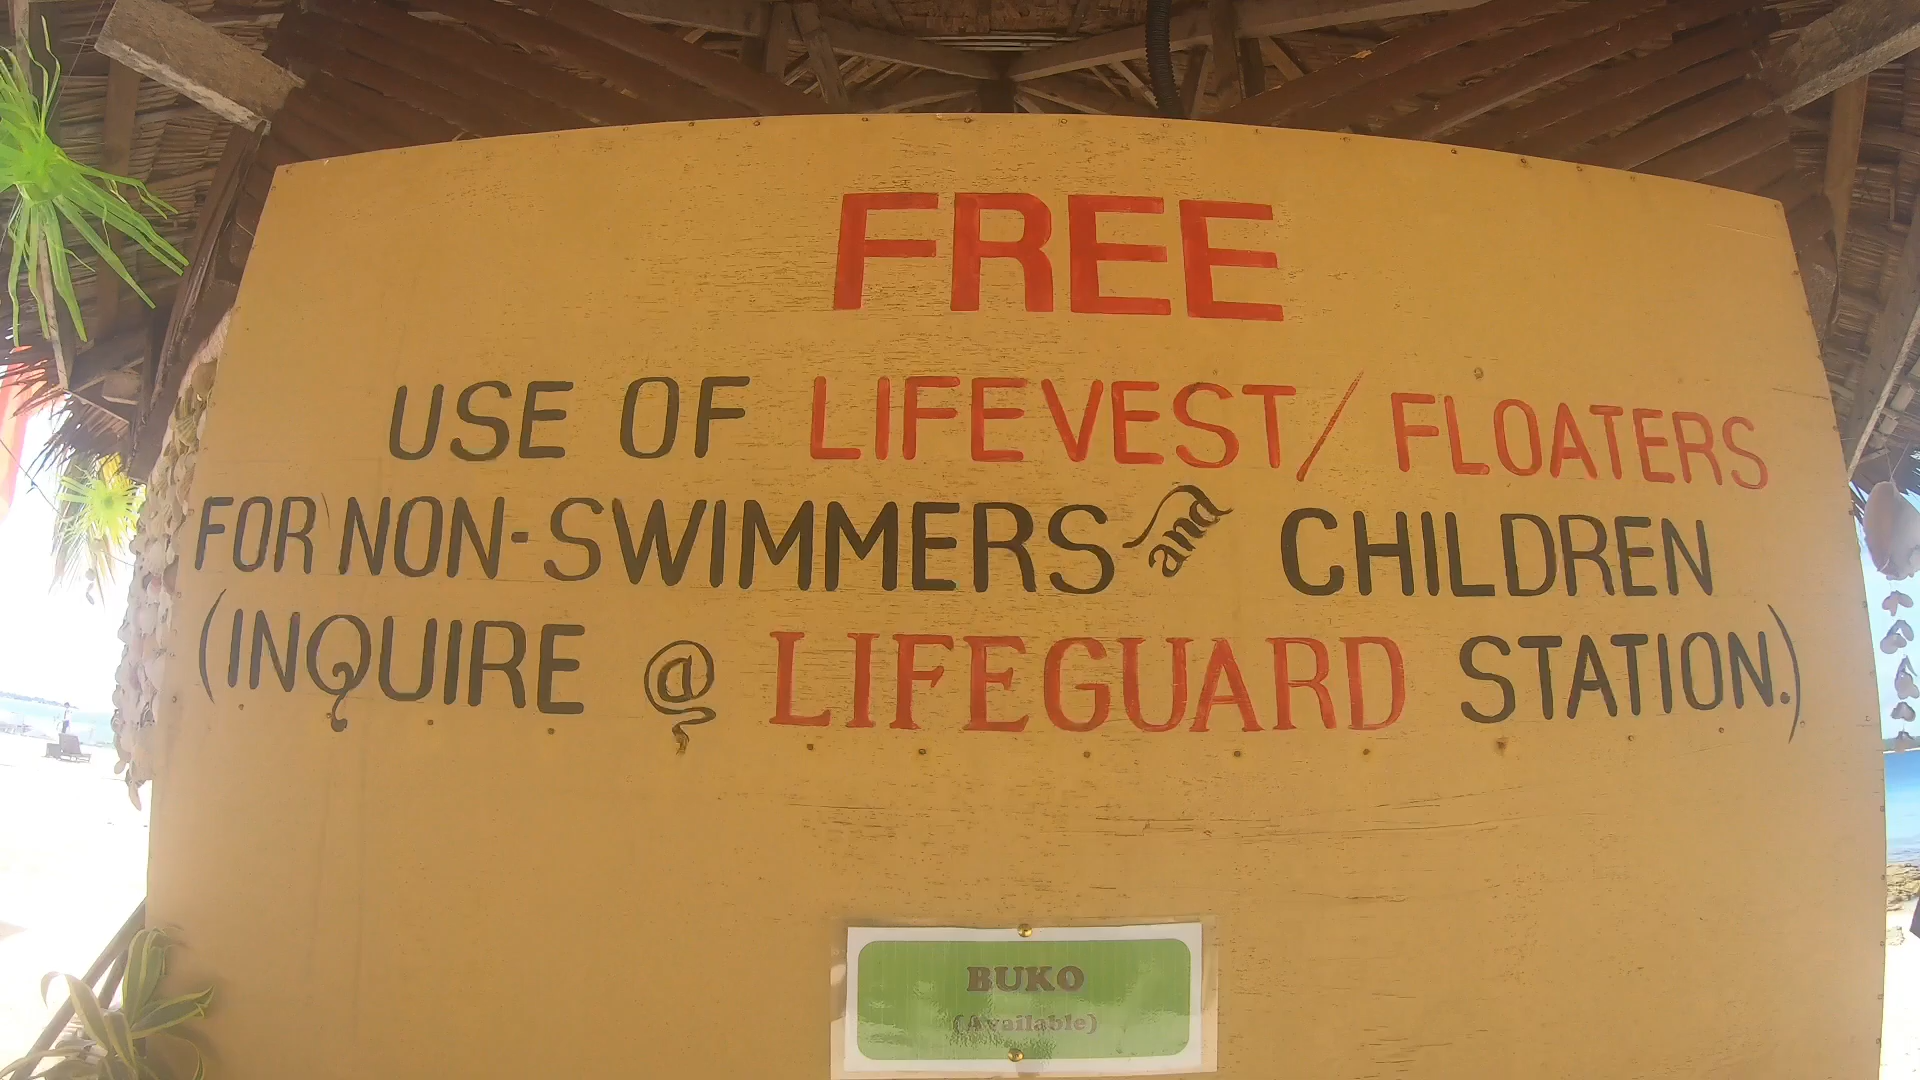 FREE
USE OF LIFEVEST/ FLOATERS
FOR NON-SWIMMERS and CHILDREN
(INQUIRE @ LIFEGUARD STATION.)
BUKO
(Available)